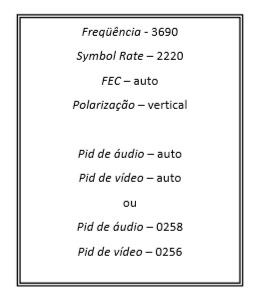 Freqüência - 3690
Symbol Rate – 2220
FEC – auto
Polarização – vertical
Pid de áudio – auto
Pid de vídeo – auto
ou
Pid de áudio – 0258
Pid de vídeo – 0256